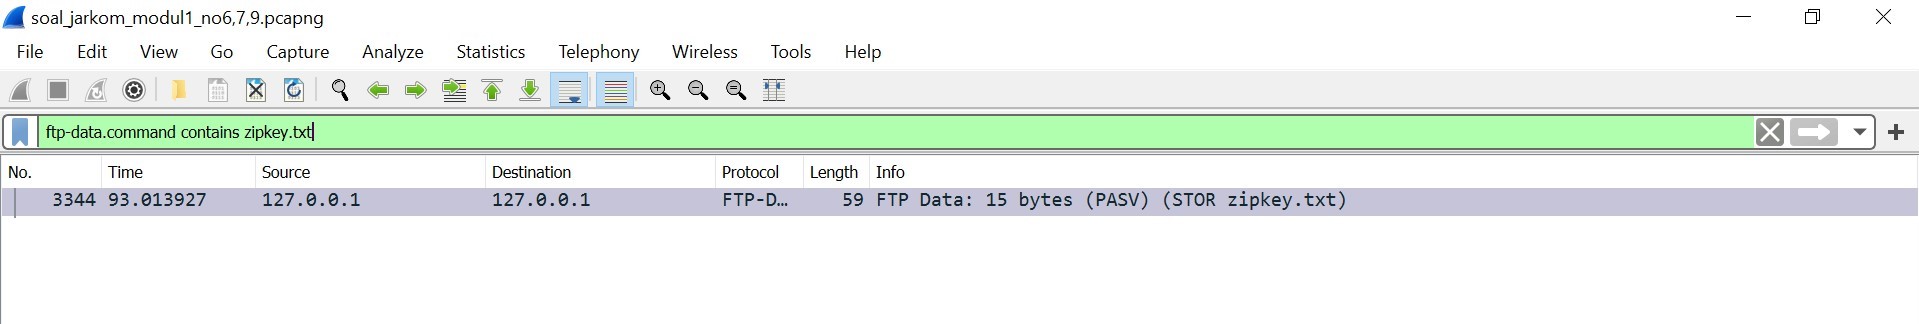 soal_jarkom_modul1_no6,7,9.pcapng
File Edit View Go Capture Analyze Statistics Telephony Wireless Tools Help
ftp-data.command contains zipkey.txt
No. Time Source Destination Protocol Length Info
3344 93.013927 127.0.0.1 127.0.0.1 FTP-D… 59 FTP Data: 15 bytes (PASV) (STOR zipkey.txt)